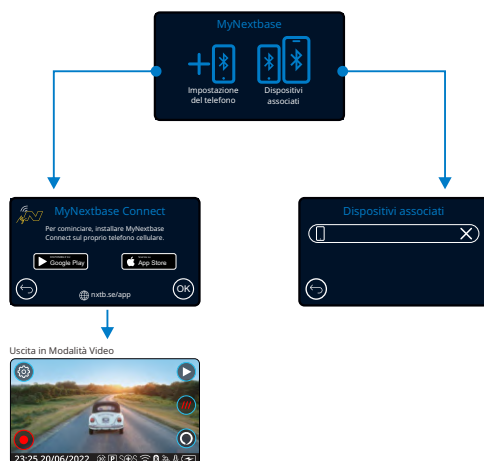 MyNextbase
Impostazione
del telefono
Dispositivi
associati
MyNextbase Connect
Per cominciare, installare MyNextbase
Connect sul proprio telefono cellulare.
Google Play
App Store
nxtb.se/app
OK
Dispositivi associati
Uscita in Modalità Video
23:25 20/06/2022